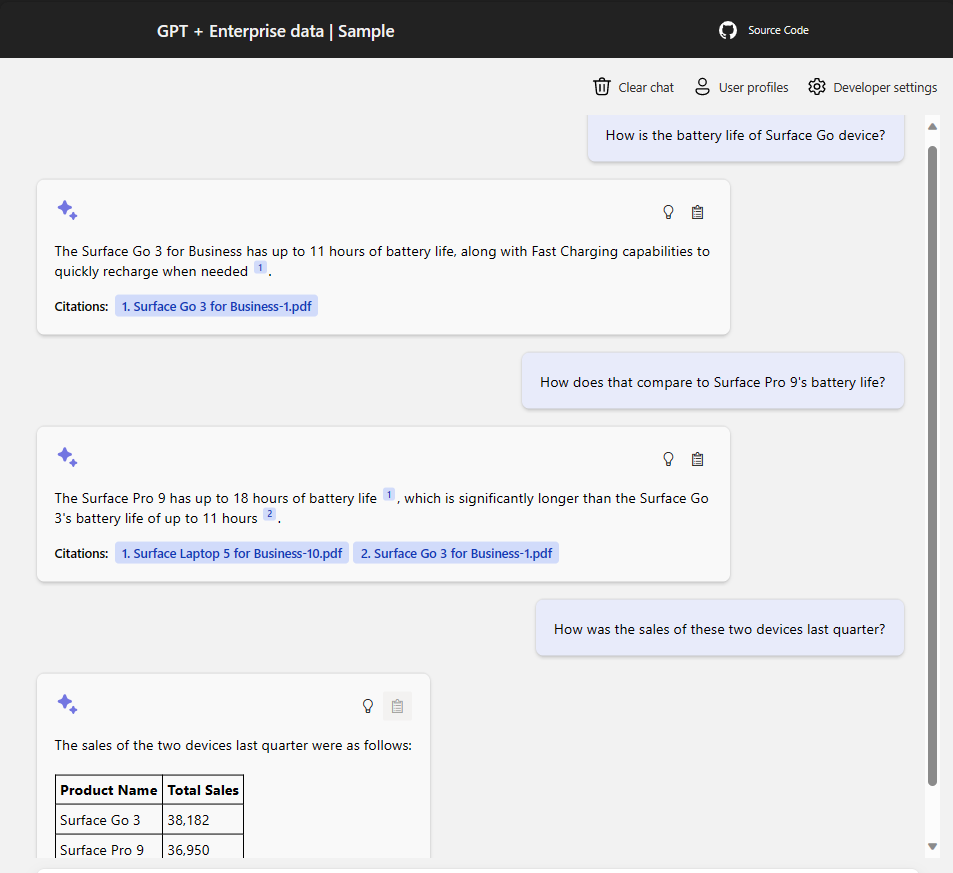 GPT + Enterprise data | Sample
Source Code
Clear chat
User profiles
Developer settings
How is the battery life of Surface Go device?
The Surface Go 3 for Business has up to 11 hours of battery life, along with Fast Charging capabilities to
quickly recharge when needed 1 .
Citations: 1. Surface Go 3 for Business-1.pdf
How does that compare to Surface Pro 9's battery life?
The Surface Pro 9 has up to 18 hours of battery life 1 , which is significantly longer than the Surface Go
3's battery life of up to 11 hours 2 .
Citations: 1. Surface Laptop 5 for Business-10.pdf 2. Surface Go 3 for Business-1.pdf
How was the sales of these two devices last quarter?
The sales of the two devices last quarter were as follows:
Product Name Total Sales
Surface Go 3 38,182
Surface Pro 9 36,950